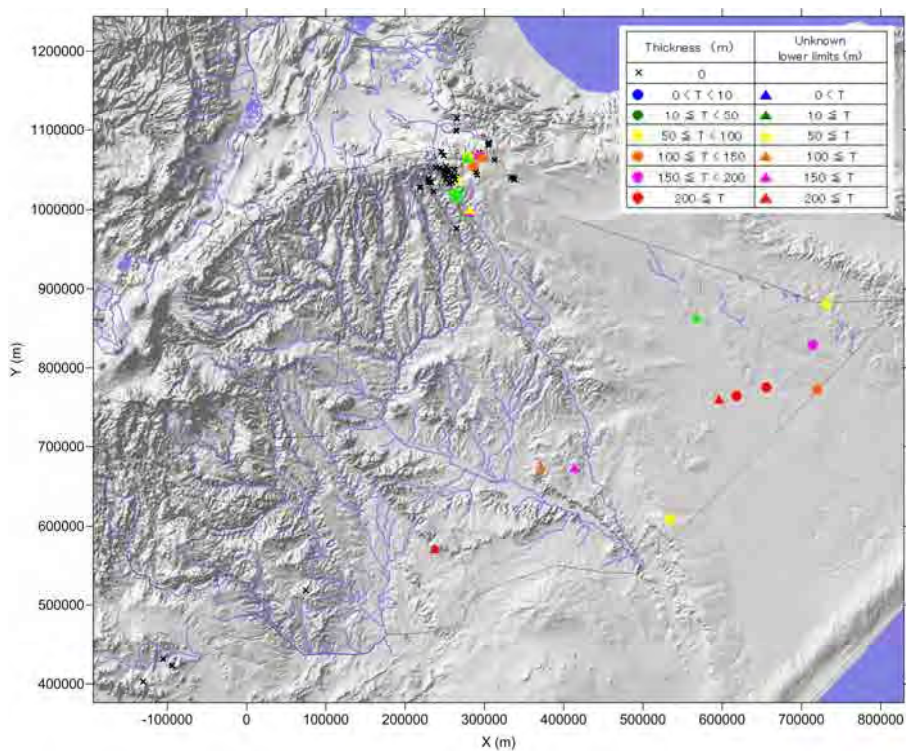 Thickness (m) Unknown lower limits (m)
× 0
0 < T < 10 0 < T
10 ≦ T < 50 10 ≦ T
50 ≦ T < 100 50 ≦ T
100 ≦ T < 150 100 ≦ T
150 ≦ T < 200 150 ≦ T
200 ≦ T 200 ≦ T
1200000
1100000
1000000
900000
800000
700000
600000
500000
400000
Y (m)
-100000 0 100000 200000 300000 400000 500000 600000 700000 800000
X (m)